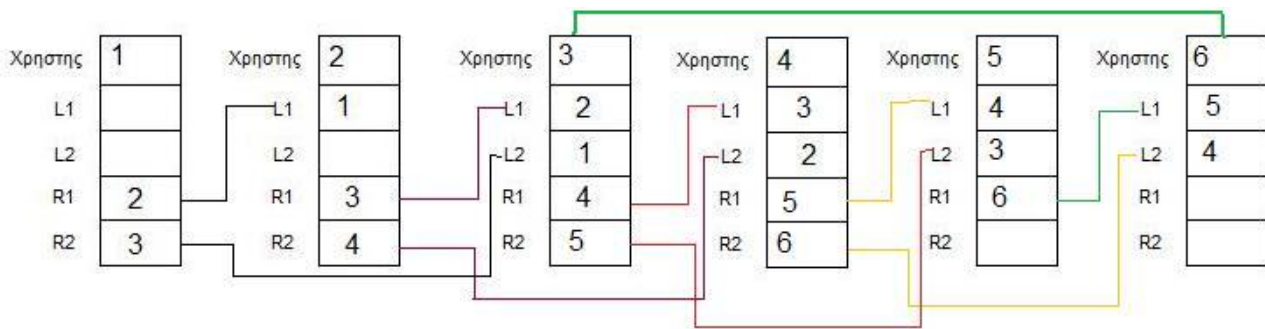 Χρηστης 1 Χρηστης 2 Χρηστης 3 Χρηστης 4 Χρηστης 5 Χρηστης 6
L1 L1 1 L1 2 L1 3 L1 4 L1 5
L2 L2 L2 1 L2 2 L2 3 L2 4
R1 2 R1 3 R1 4 R1 5 R1 6 R1
R2 3 R2 4 R2 5 R2 6 R2 R2